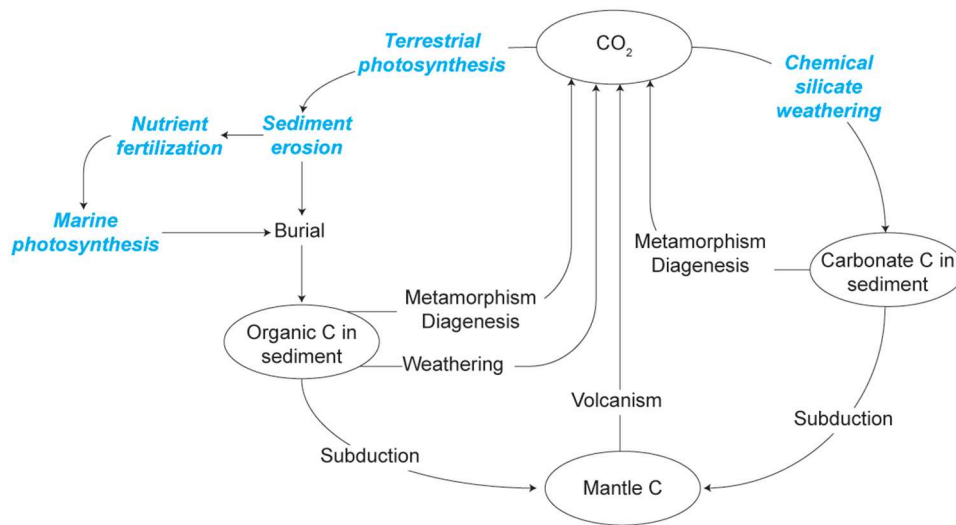 Terrestrial
photosynthesis
CO₂
Chemical
silicate
weathering
Nutrient
fertilization
Sediment
erosion
Marine
photosynthesis
Burial
Metamorphism
Diagenesis
Carbonate C in
sediment
Metamorphism
Diagenesis
Organic C in
sediment
Weathering
Volcanism
Subduction
Subduction
Mantle C